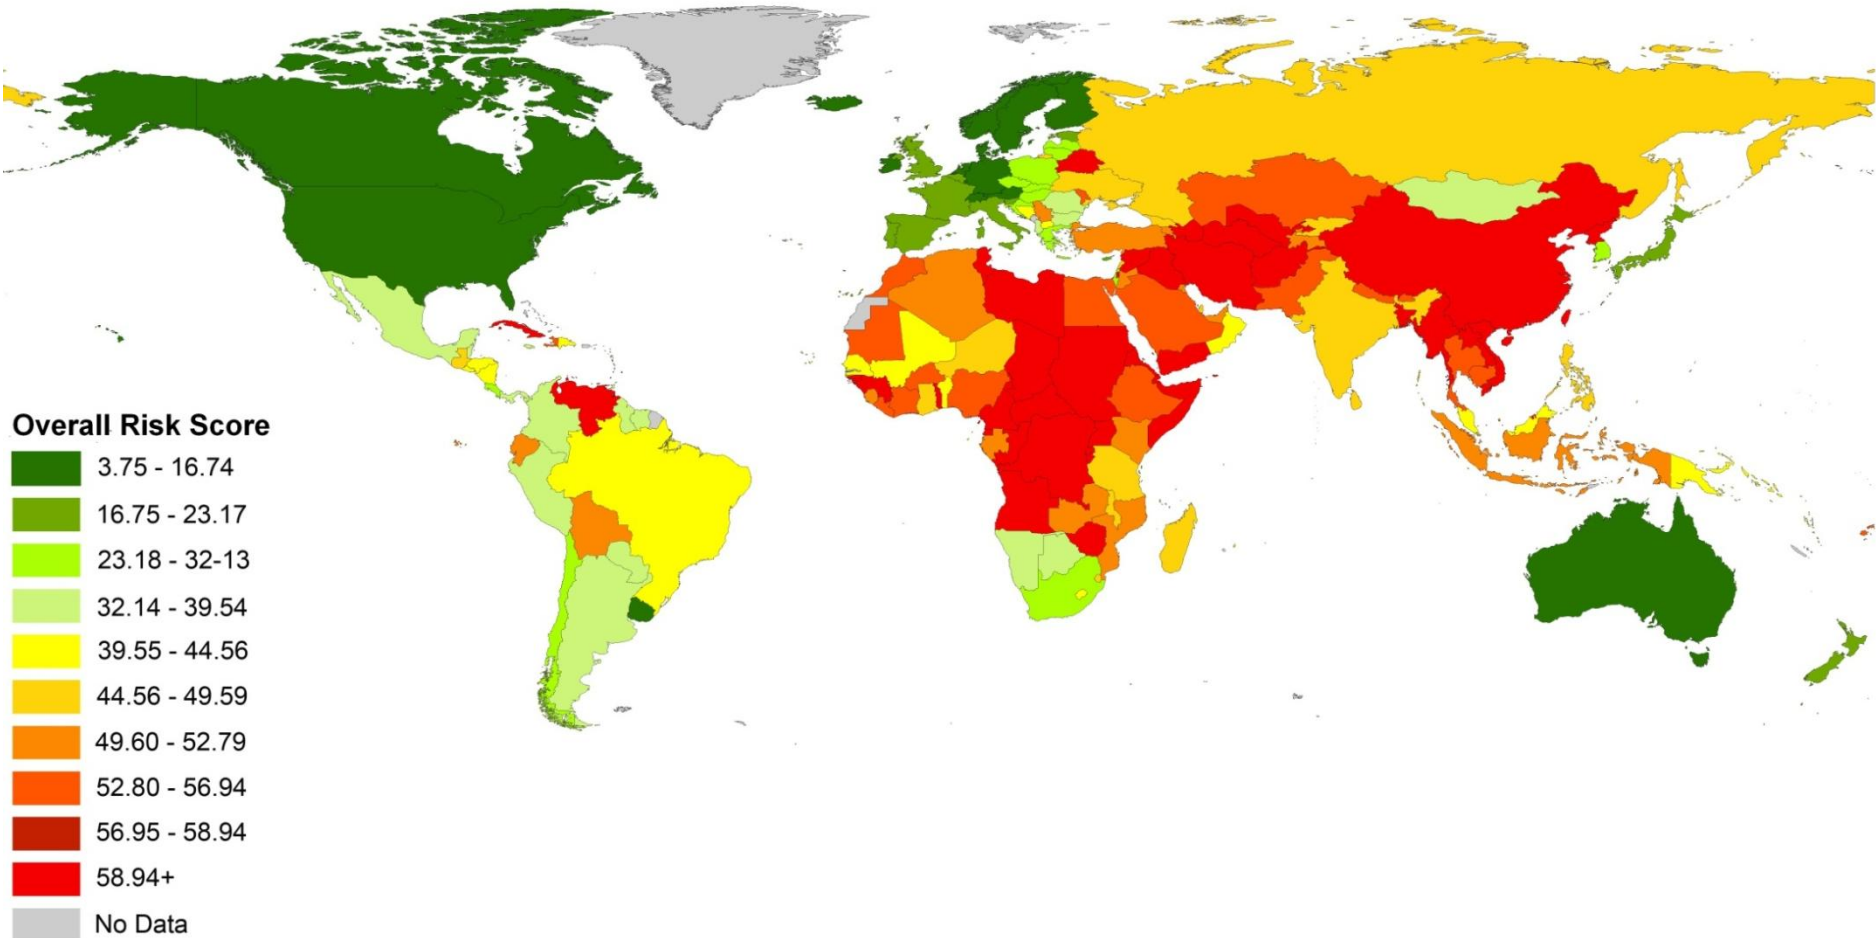 Overall Risk Score
3.75 - 16.74
16.75 - 23.17
23.18 - 32-13
32.14 - 39.54
39.55 - 44.56
44.56 - 49.59
49.60 - 52.79
52.80 - 56.94
56.95 - 58.94
58.94+
No Data